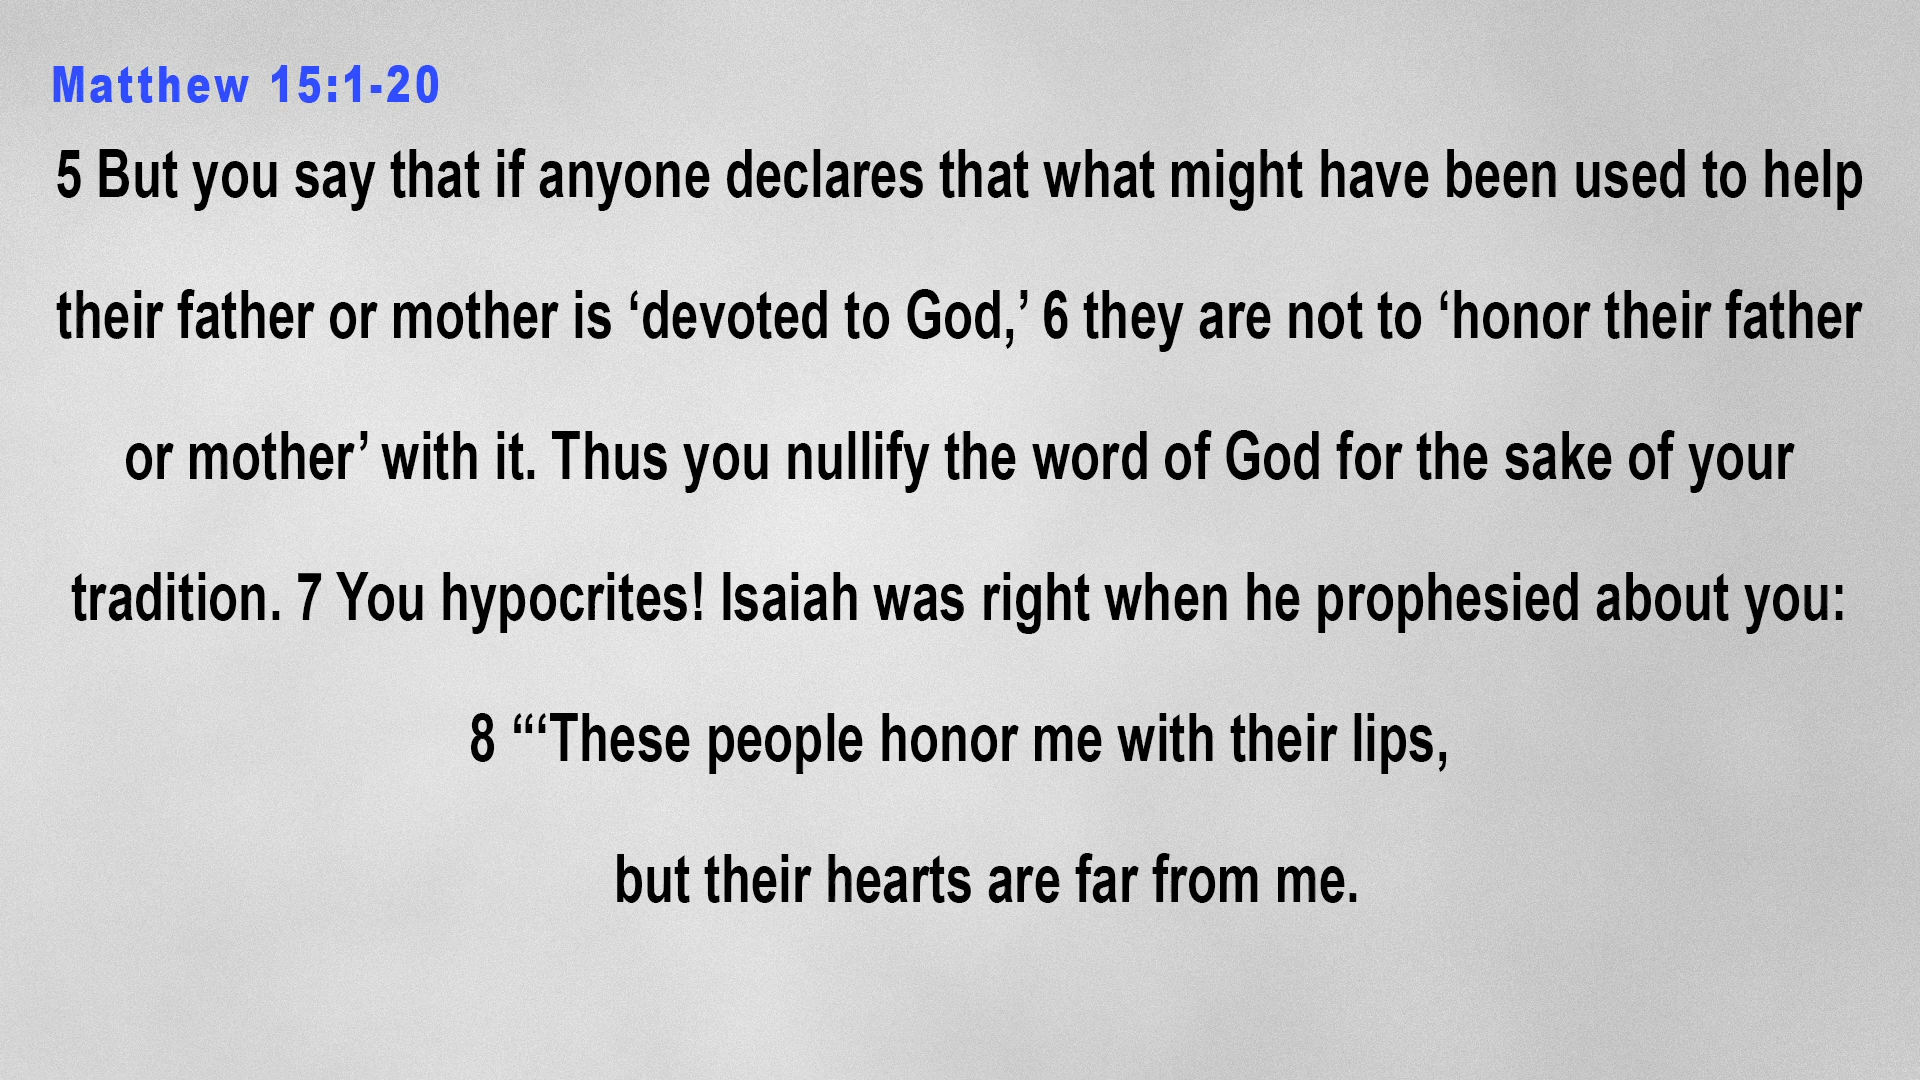 Matthew 15:1-20
5 But you say that if anyone declares that what might have been used to help
their father or mother is ‘devoted to God,’ 6 they are not to ‘honor their father
or mother’ with it. Thus you nullify the word of God for the sake of your
tradition. 7 You hypocrites! Isaiah was right when he prophesied about you:
8 “‘These people honor me with their lips,
but their hearts are far from me.